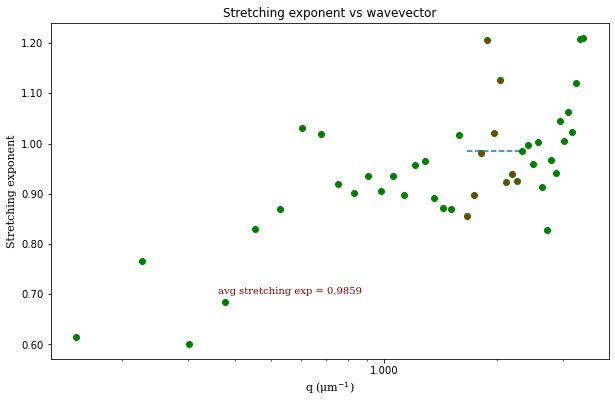 Stretching exponent vs wavevector
1.20
1.10
1.00
0.90
0.80
0.70
0.60
Stretching exponent
avg stretching exp = 0.9859
1.000
q (μm⁻¹)